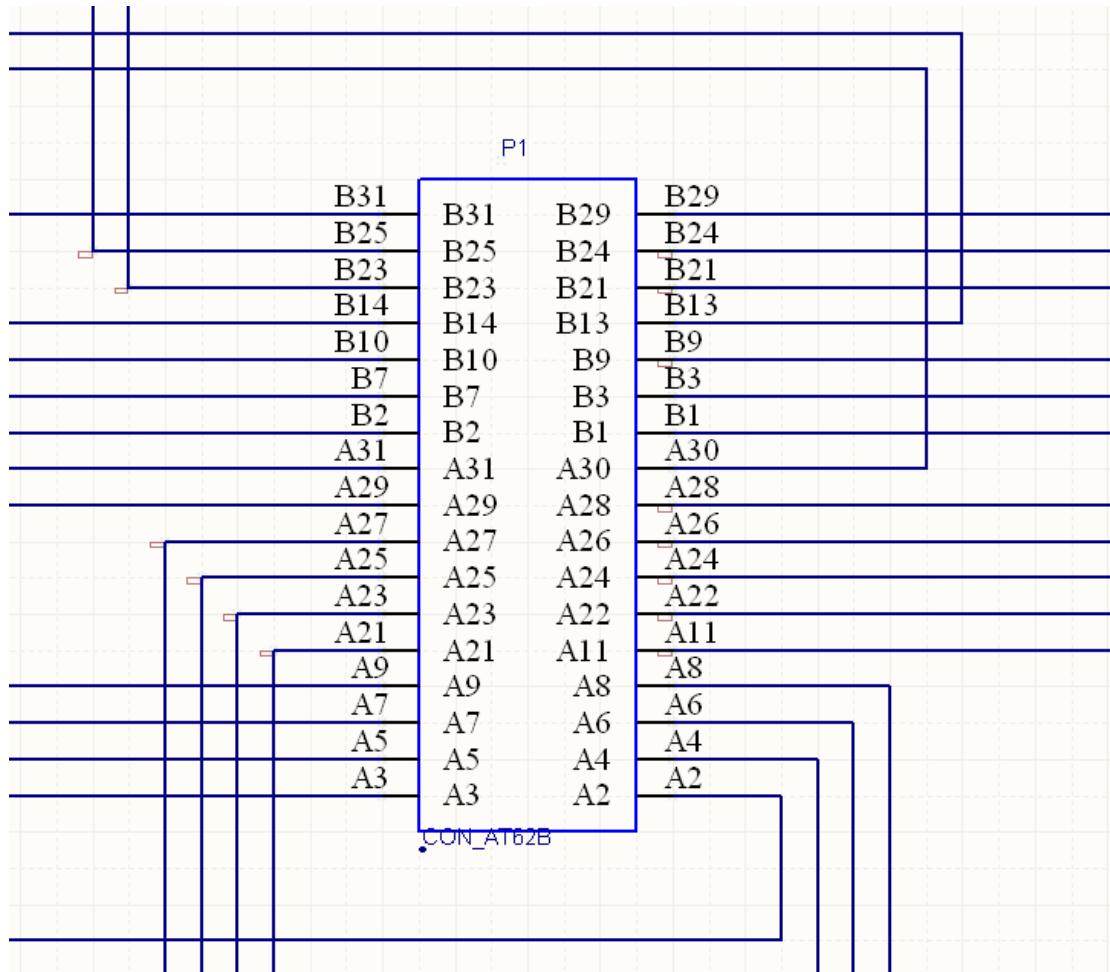 P1
B31 B31 B29 B29
B25 B25 B24 B24
B23 B23 B21 B21
B14 B14 B13 B13
B10 B10 B9 B9
B7 B7 B3 B3
B2 B2 B1 B1
A31 A31 A30 A30
A29 A29 A28 A28
A27 A27 A26 A26
A25 A25 A24 A24
A23 A23 A22 A22
A21 A21 A11 A11
A9 A9 A8 A8
A7 A7 A6 A6
A5 A5 A4 A4
A3 A3 A2 A2
CON_AT62B